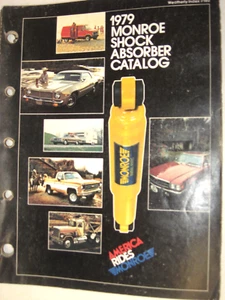 1979
MONROE
SHOCK
ABSORBER
CATALOG
MONROE
AMERICA
RIDES
MONROE